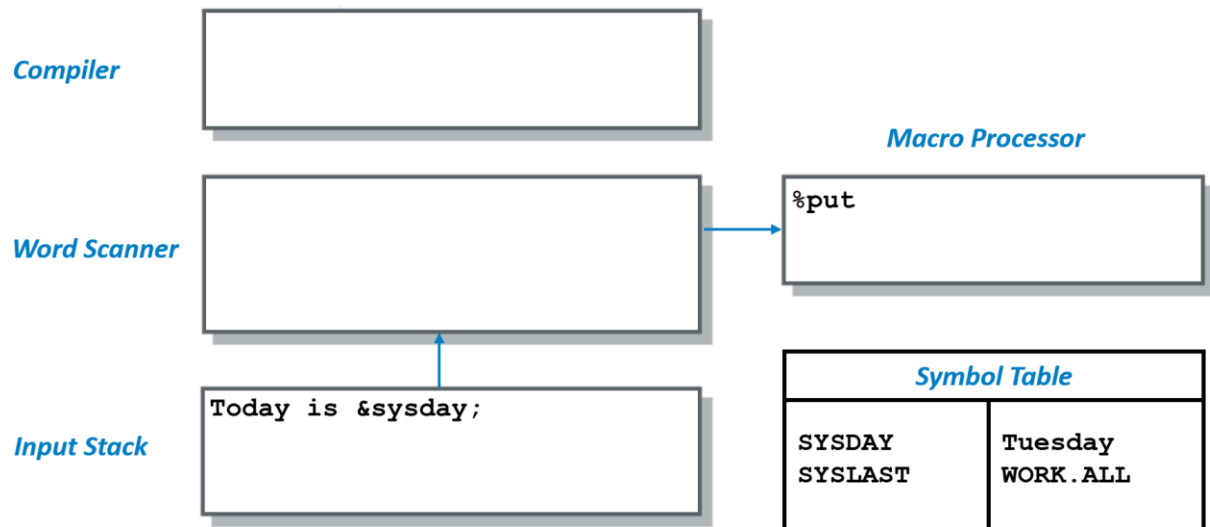 Compiler
Macro Processor
%put
Word Scanner
Today is &sysday;
Input Stack
Symbol Table
SYSDAY Tuesday
SYSLAST WORK.ALL